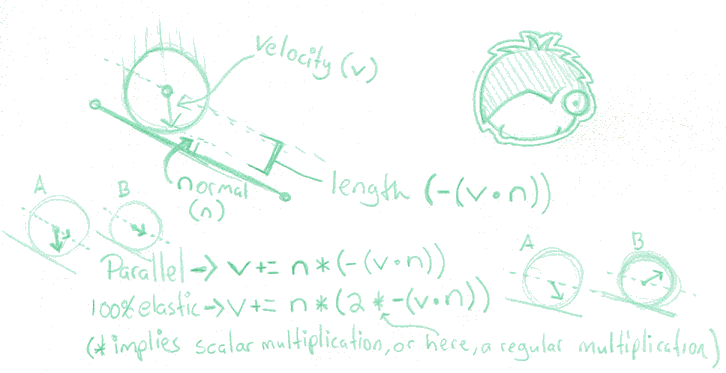 velocity (v)
normal
(n)
length (-(v•n))
A
B
Parallel → v += n*(-(v•n))
100% elastic → v += n*(2*-(v•n))
A
B
(* implies scalar multiplication, or here, a regular multiplication)